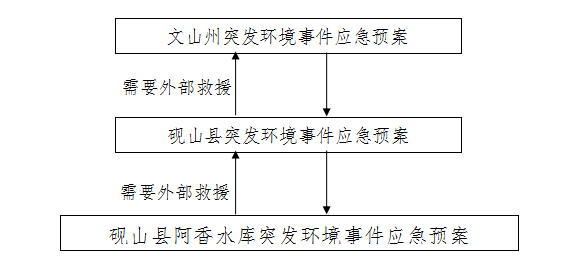 文山州突发环境事件应急预案
需要外部救援
砚山县突发环境事件应急预案
需要外部救援
砚山县阿香水库突发环境事件应急预案